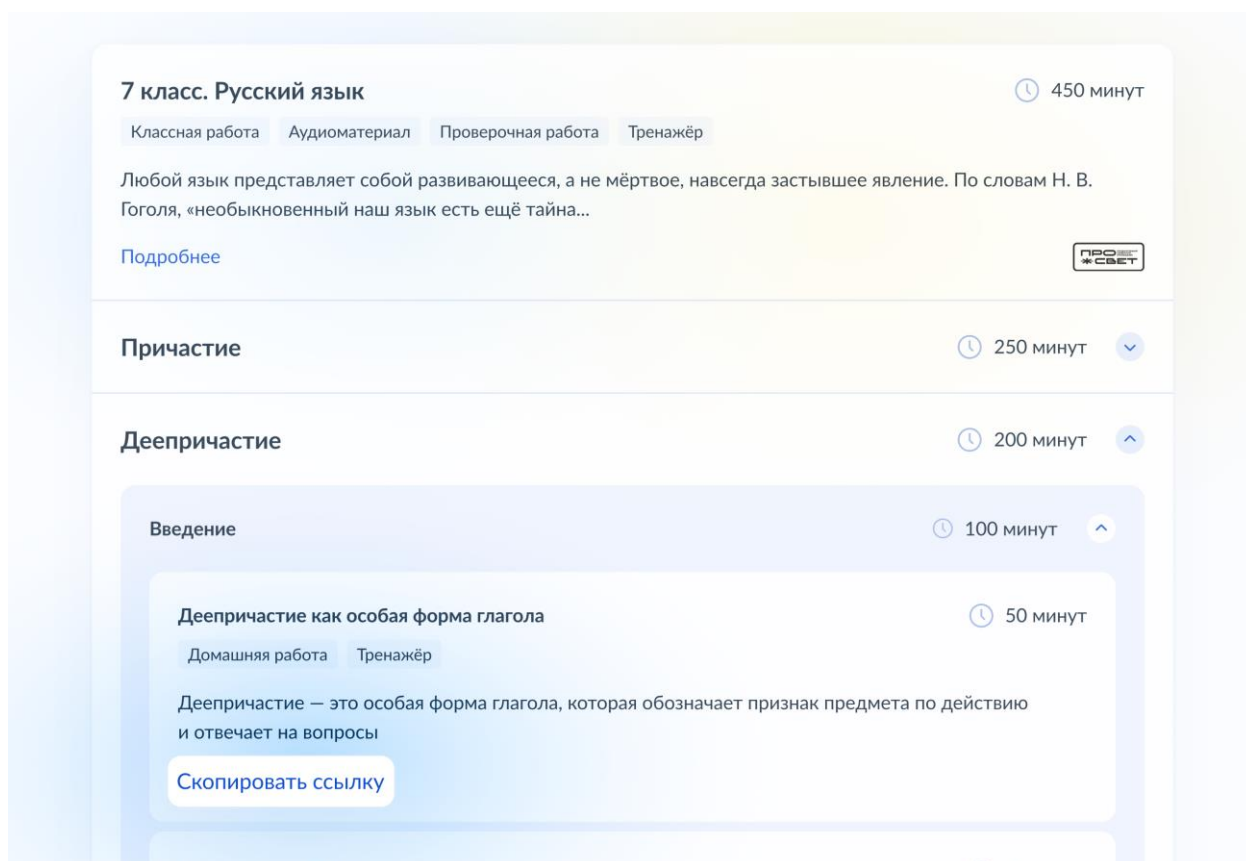 7 класс. Русский язык
450 минут
Классная работа Аудиоматериал Проверочная работа Тренажёр
Любой язык представляет собой развивающееся, а не мёртвое, навсегда застывшее явление. По словам Н. В.
Гоголя, «необыкновенный наш язык есть ещё тайна...
Подробнее
ПРО
СВЕТ
Причастие
250 минут
Деепричастие
200 минут
Введение
100 минут
Деепричастие как особая форма глагола
50 минут
Домашняя работа Тренажёр
Деепричастие — это особая форма глагола, которая обозначает признак предмета по действию
и отвечает на вопросы
Скопировать ссылку